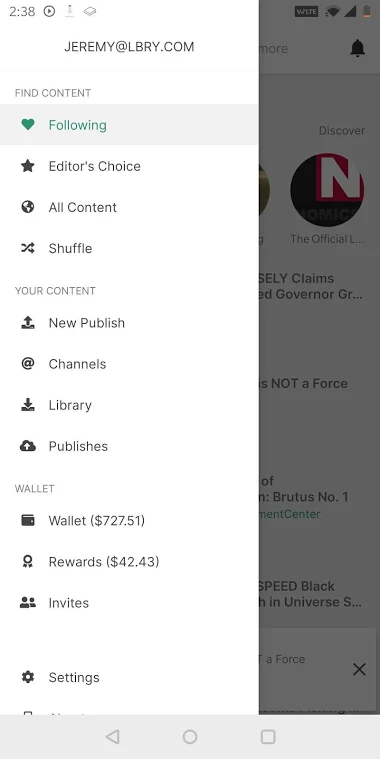 2:38
VoLTE
JEREMY@LBRY.COM
more
FIND CONTENT
Following
Discover
Editor's Choice
All Content
The Official L...
Shuffle
SELY Claims
ed Governor Gr...
YOUR CONTENT
New Publish
Channels
is NOT a Force
Library
Publishes
of
n: Brutus No. 1
WALLET
Wallet ($727.51)
mentCenter
Rewards ($42.43)
SPEED Black
h in Universe S...
Invites
T a Force
Settings